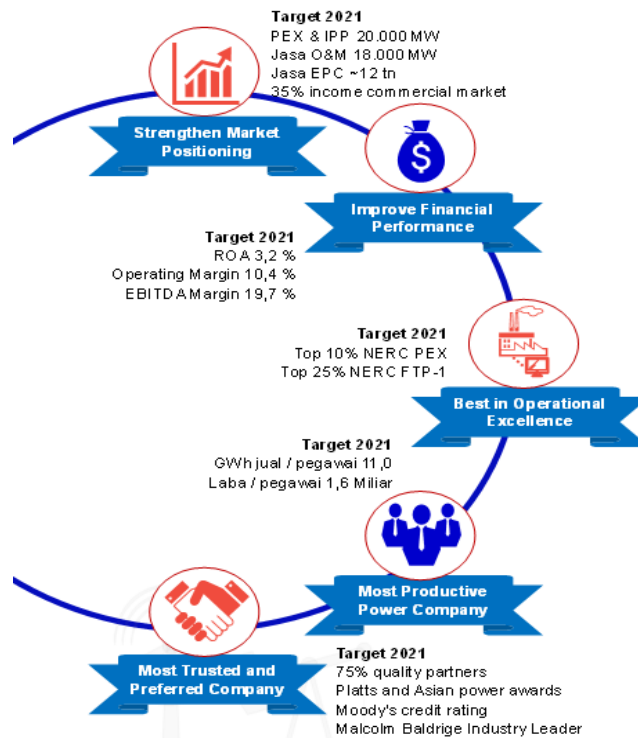 Target 2021
PEX & IPP 20.000 MW
Jasa O&M 18.000 MW
Jasa EPC ~12 tn
35% income commercial market
Strengthen Market
Positioning
Improve Financial
Performance
Target 2021
ROA 3,2 %
Operating Margin 10,4 %
EBITDA Margin 19,7 %
Target 2021
Top 10% NERC PEX
Top 25% NERC FTP-1
Best in Operational
Excellence
Target 2021
GWh jual / pegawai 11,0
Laba / pegawai 1,6 Miliar
Most Productive
Power Company
Most Trusted and
Preferred Company
Target 2021
75% quality partners
Platts and Asian power awards
Moody's credit rating
Malcolm Baldrige Industry Leader